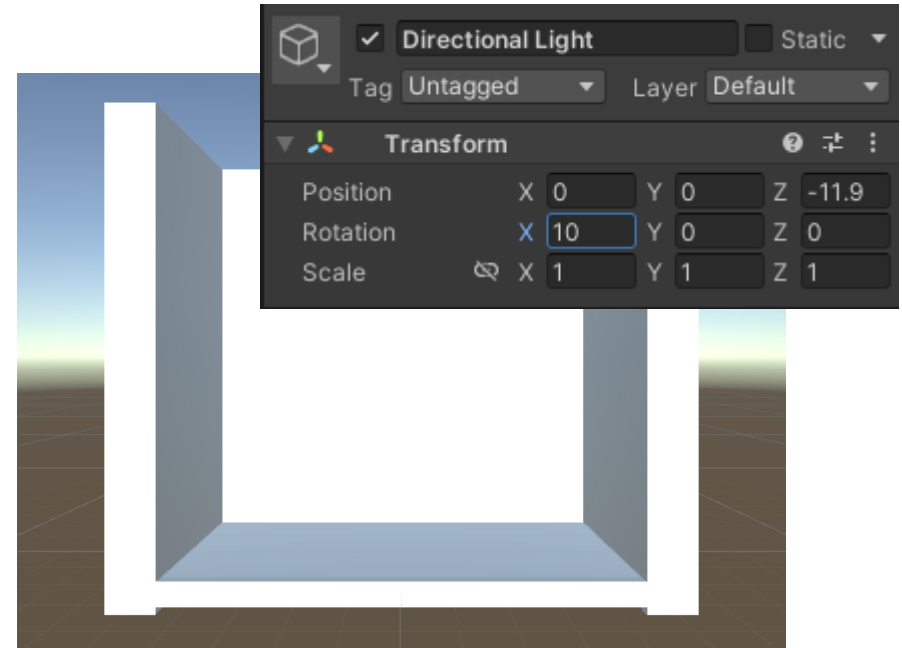 Directional Light Static
Tag Untagged Layer Default
Transform
Position X 0 Y 0 Z -11.9
Rotation X 10 Y 0 Z 0
Scale X 1 Y 1 Z 1